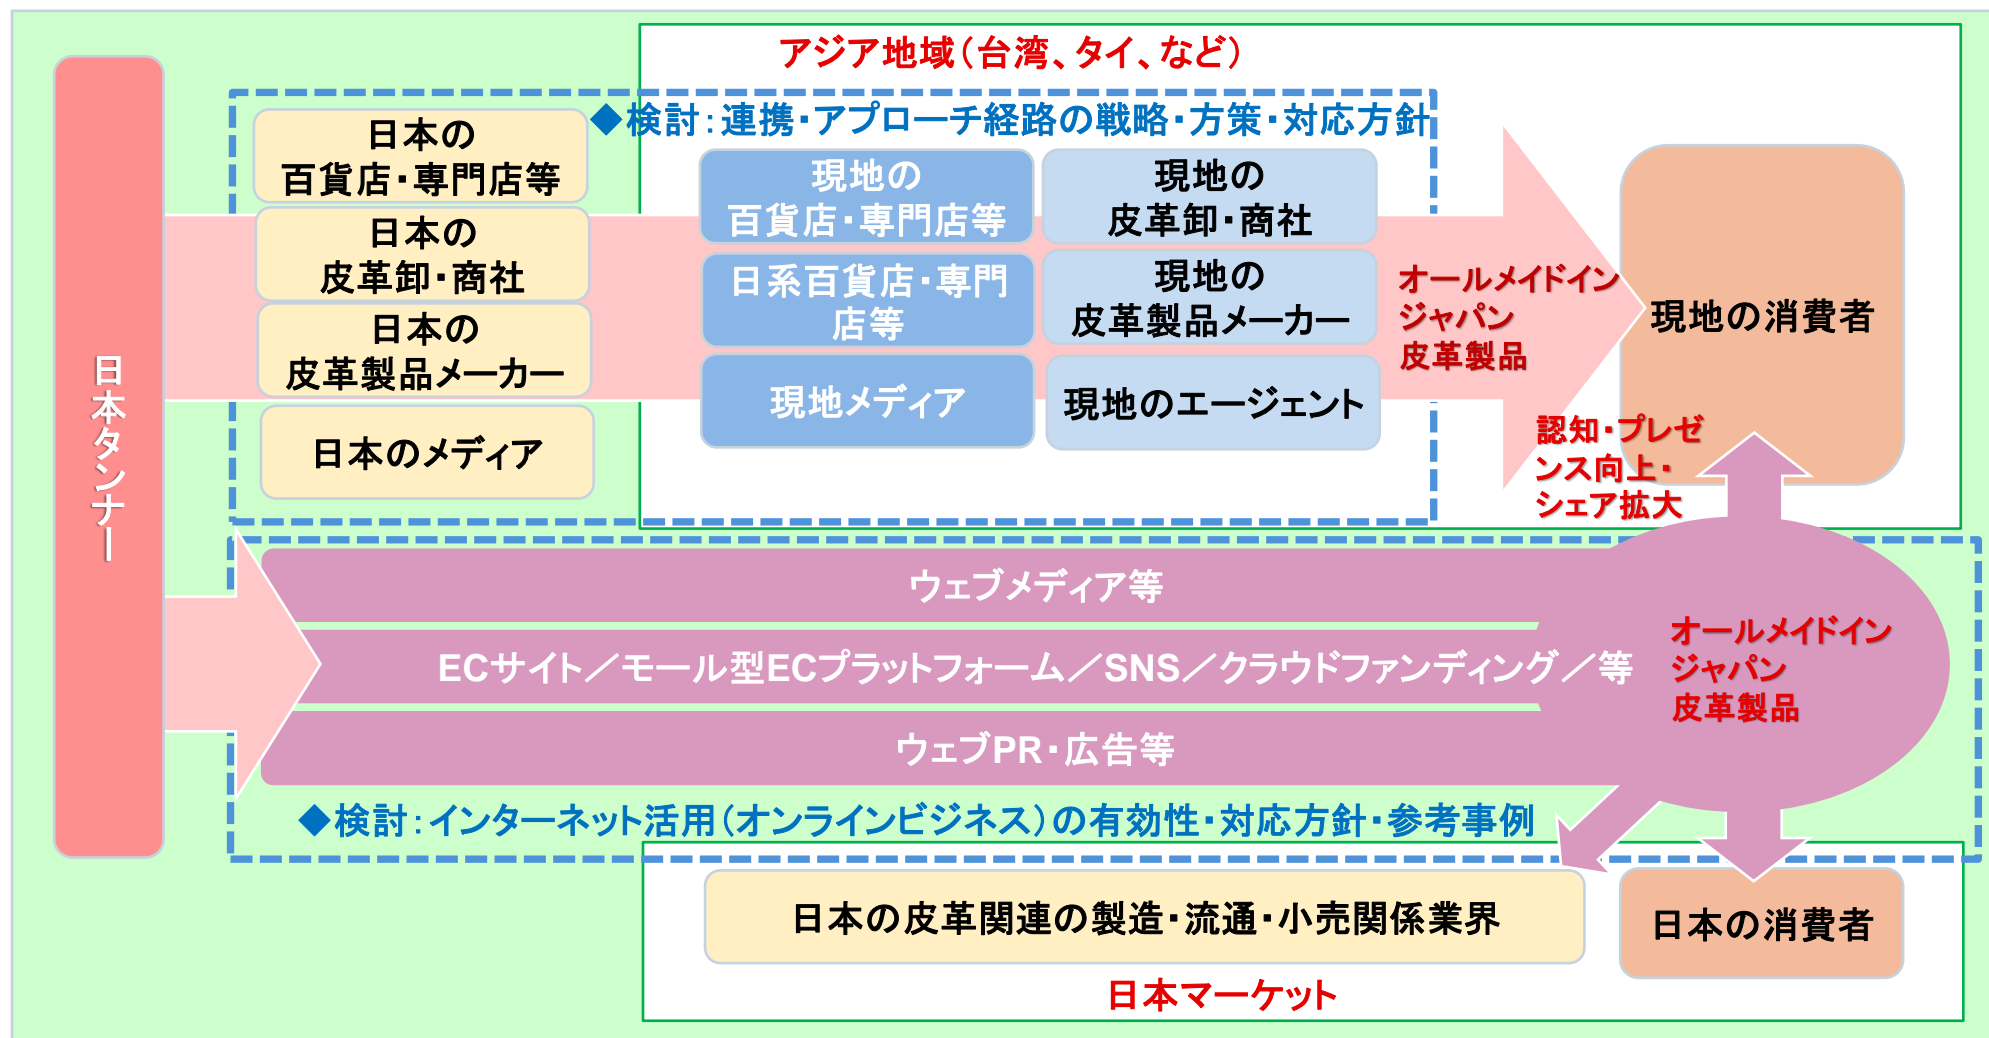 アジア地域（台湾、タイ、など）
◆検討：連携・アプローチ経路の戦略・方策・対応方針
日本タンナー
日本の
百貨店・専門店等
日本の
皮革卸・商社
日本の
皮革製品メーカー
日本のメディア
現地の
百貨店・専門店等
日系百貨店・専門
店等
現地メディア
現地の
皮革卸・商社
現地の
皮革製品メーカー
現地のエージェント
オールメイドイン
ジャパン
皮革製品
現地の消費者
認知・プレゼ
ンス向上・
シェア拡大
ウェブメディア等
ECサイト／モール型ECプラットフォーム／SNS／クラウドファンディング／等
ウェブPR・広告等
オールメイドイン
ジャパン
皮革製品
◆検討：インターネット活用（オンラインビジネス）の有効性・対応方針・参考事例
日本の皮革関連の製造・流通・小売関係業界
日本の消費者
日本マーケット